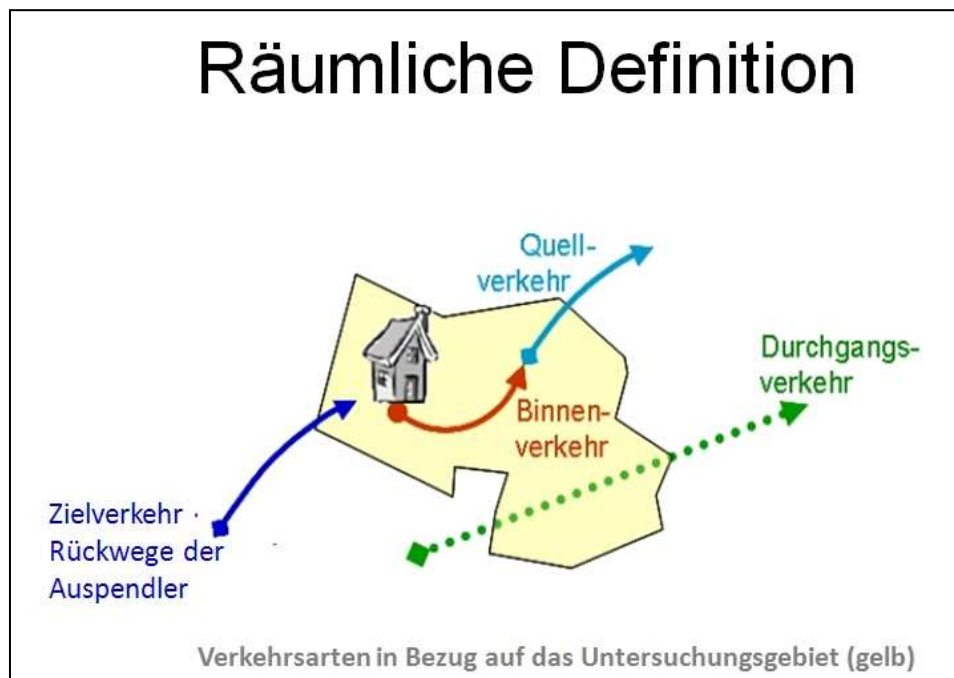 Räumliche Definition
Quell-
verkehr
Durchgangs-
verkehr
Binnen-
verkehr
Zielverkehr ·
Rückwege der
Auspendler
Verkehrsarten in Bezug auf das Untersuchungsgebiet (gelb)